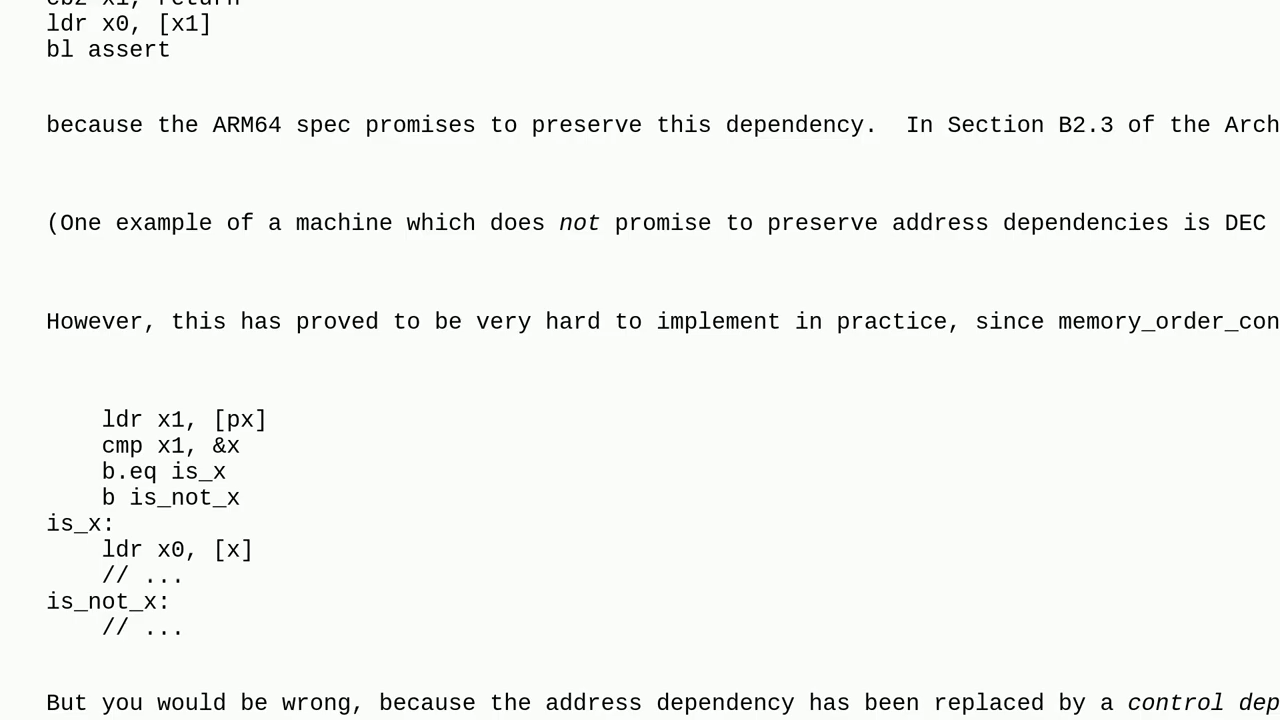 cbz x1, return
ldr x0, [x1]
bl assert
because the ARM64 spec promises to preserve this dependency.  In Section B2.3 of the Arch
(One example of a machine which does not promise to preserve address dependencies is DEC
However, this has proved to be very hard to implement in practice, since memory_order_con
    ldr x1, [px]
    cmp x1, &x
    b.eq is_x
    b is_not_x
is_x:
    ldr x0, [x]
    // ...
is_not_x:
    // ...
But you would be wrong, because the address dependency has been replaced by a control dep